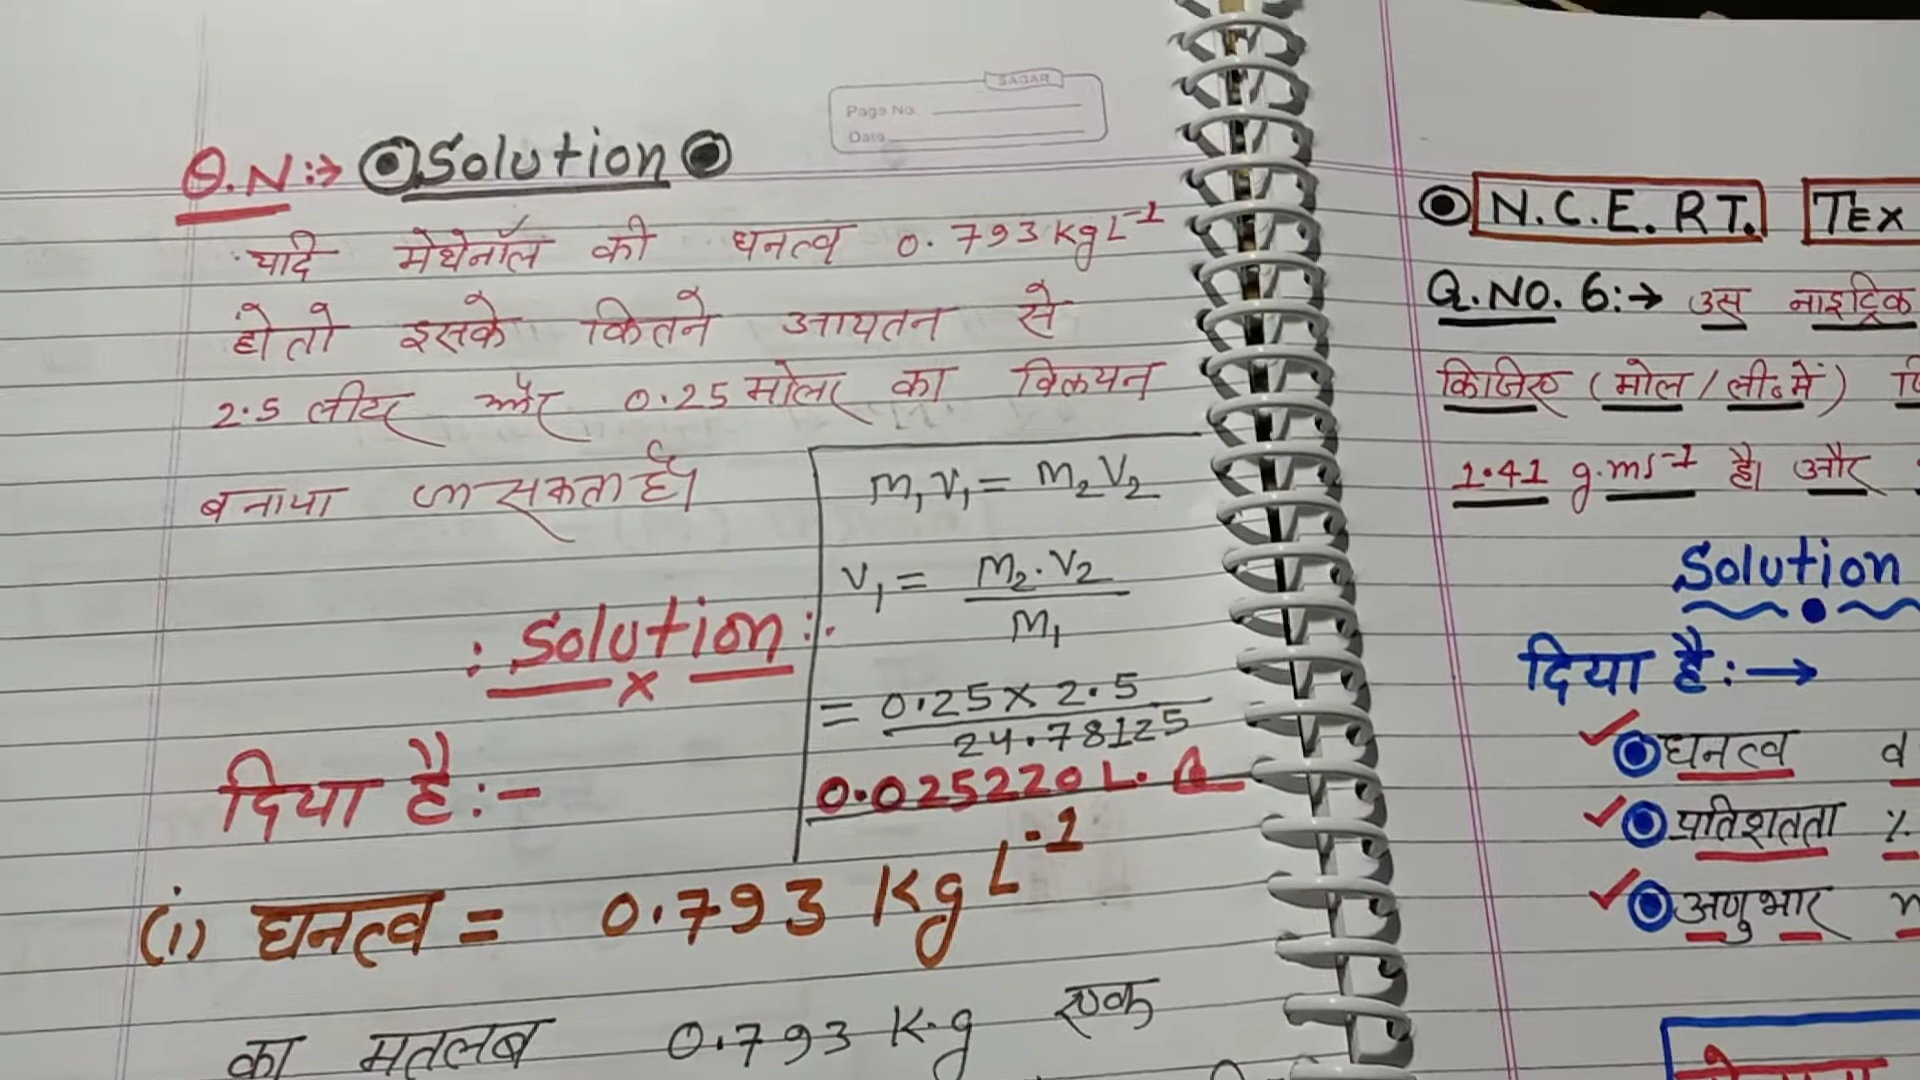 SAGAR
Page No.
Date
Q.N:→ Solution
यदि मेथेनॉल की घनत्व 0.793 kg L⁻¹
हो तो इसके कितने आयतन से
2.5 लीटर और 0.25 मोलर का विलयन
बनाया जा सकता है।
m₁v₁ = m₂v₂
v₁ = m₂.v₂
m₁
= 0.25 x 2.5
24.78125
0.025220 L.
: Solution :
x
दिया है:-
(i) घनत्व = 0.793 kg L⁻¹
का मतलब 0.793 K.g एक
N.C.E.RT. TEX
Q.NO. 6:→ उस नाइट्रिक
किजिए (मोल/ली॰में)
1.41 g.ml⁻¹ है। और
Solution
दिया है:→
घनत्व
प्रतिशतता %
अणुभार